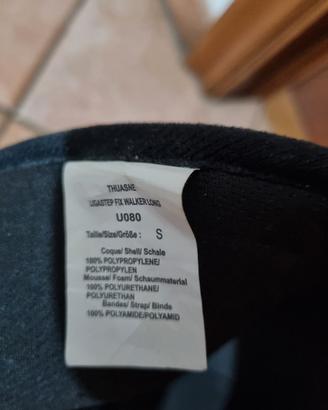 THUASNE
LIGASTEP FIX WALKER LONG
U080
Taille/Size/Größe : S
Coque/ Shell/ Schale
100% POLYPROPYLENE/
POLYPROPYLEN
Mousse/ Foam/ Schaummaterial
100% POLYURETHANE/
POLYURETHAN
Bandes/ Strap/ Binde
100% POLYAMIDE/POLYAMID